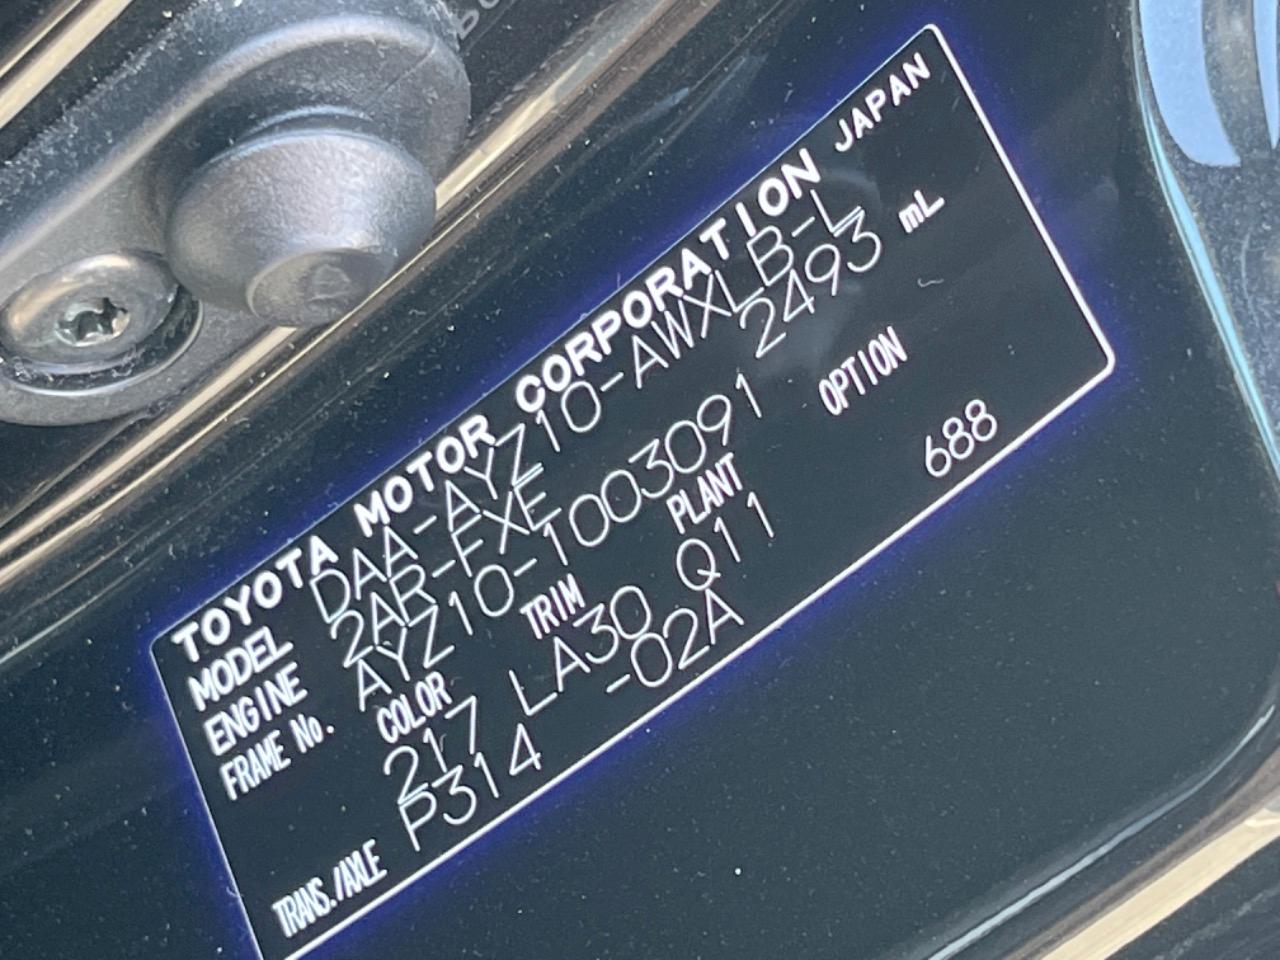 TOYOTA MOTOR CORPORATION JAPAN
MODEL DAA-AYZ10-AWXLB-L
ENGINE 2AR-FXE 2493 mL
FRAME No. AYZ10-1003091
COLOR TRIM PLANT OPTION
217 LA30 Q11 688
TRANS./AXLE P314 -02A